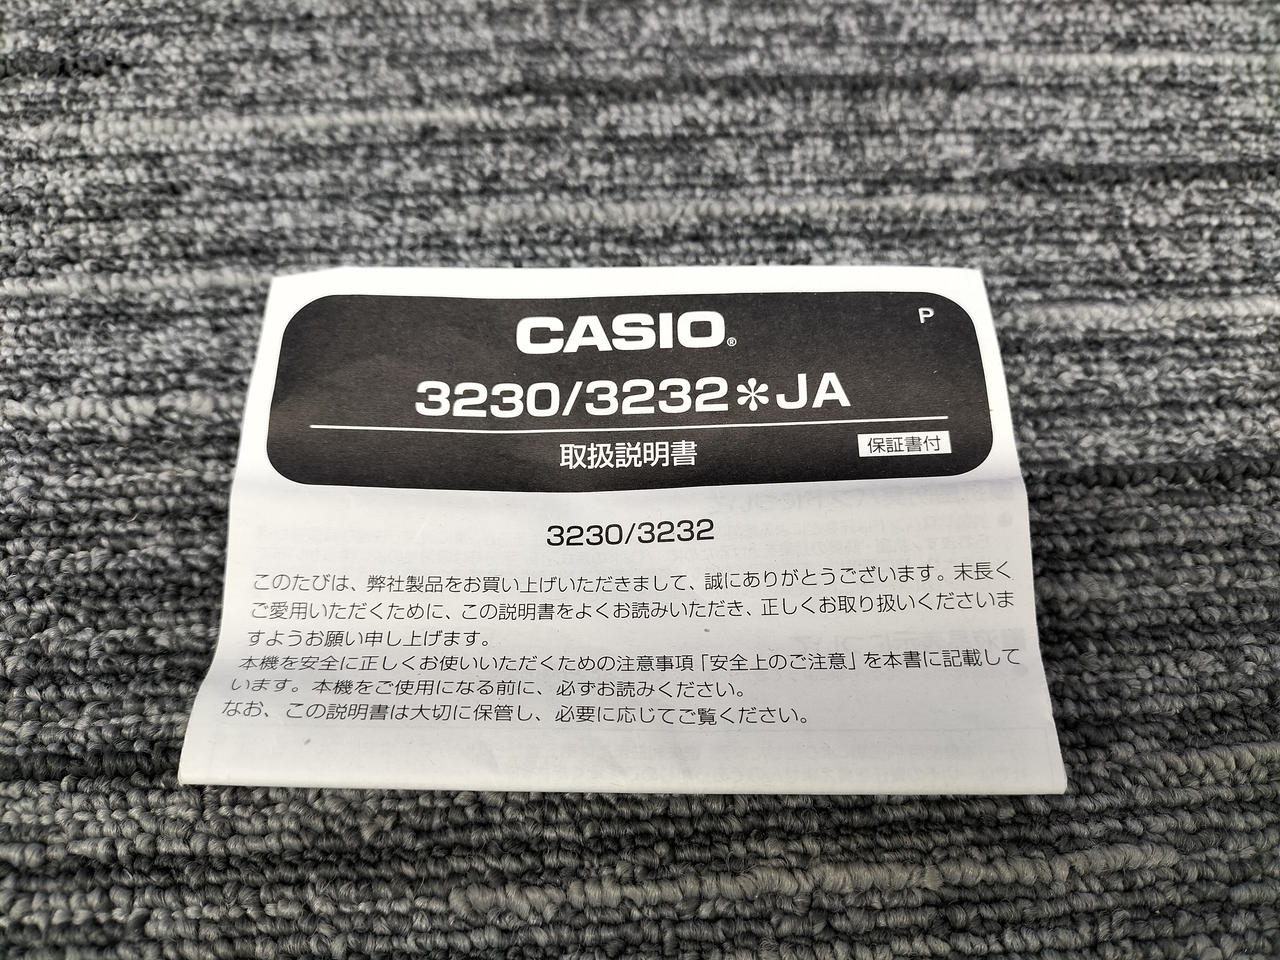 CASIO®
P
3230/3232＊JA
取扱説明書
保証書付
3230/3232
このたびは、弊社製品をお買い上げいただきまして、誠にありがとうございます。末長く
ご愛用いただくために、この説明書をよくお読みいただき、正しくお取り扱いくださいま
すようお願い申し上げます。
本機を安全に正しくお使いいただくための注意事項「安全上のご注意」を本書に記載して
います。本機をご使用になる前に、必ずお読みください。
なお、この説明書は大切に保管し、必要に応じてご覧ください。